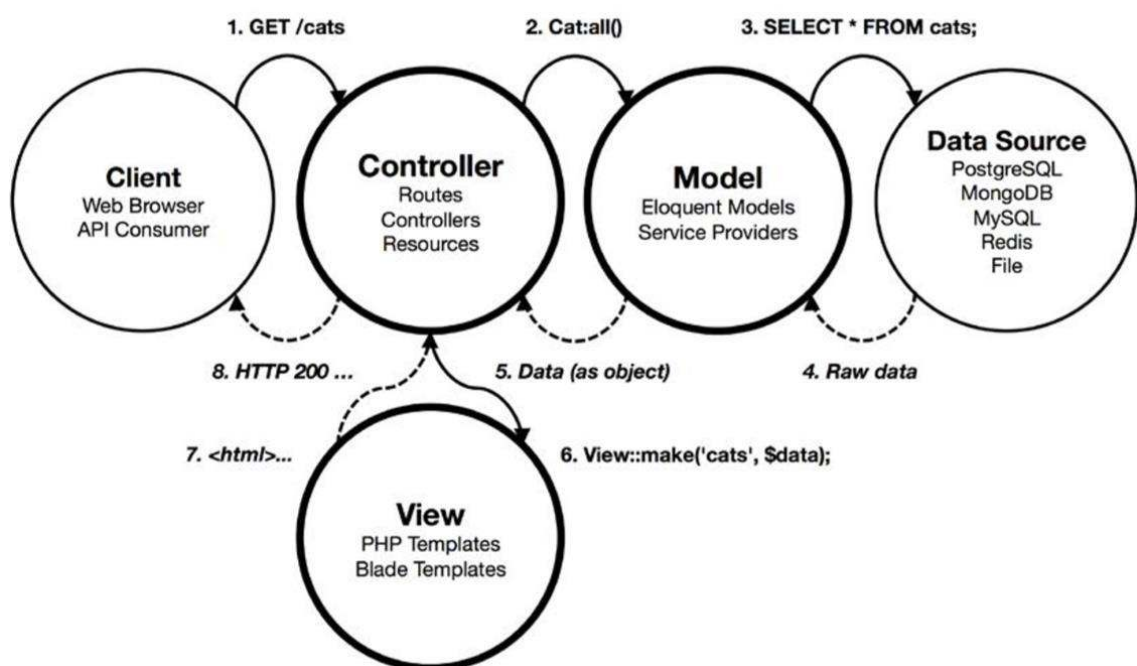 1. GET /cats
2. Cat:all()
3. SELECT * FROM cats;
Client
Web Browser
API Consumer
Controller
Routes
Controllers
Resources
Model
Eloquent Models
Service Providers
Data Source
PostgreSQL
MongoDB
MySQL
Redis
File
8. HTTP 200 ...
5. Data (as object)
4. Raw data
7. <html>...
6. View::make('cats', $data);
View
PHP Templates
Blade Templates